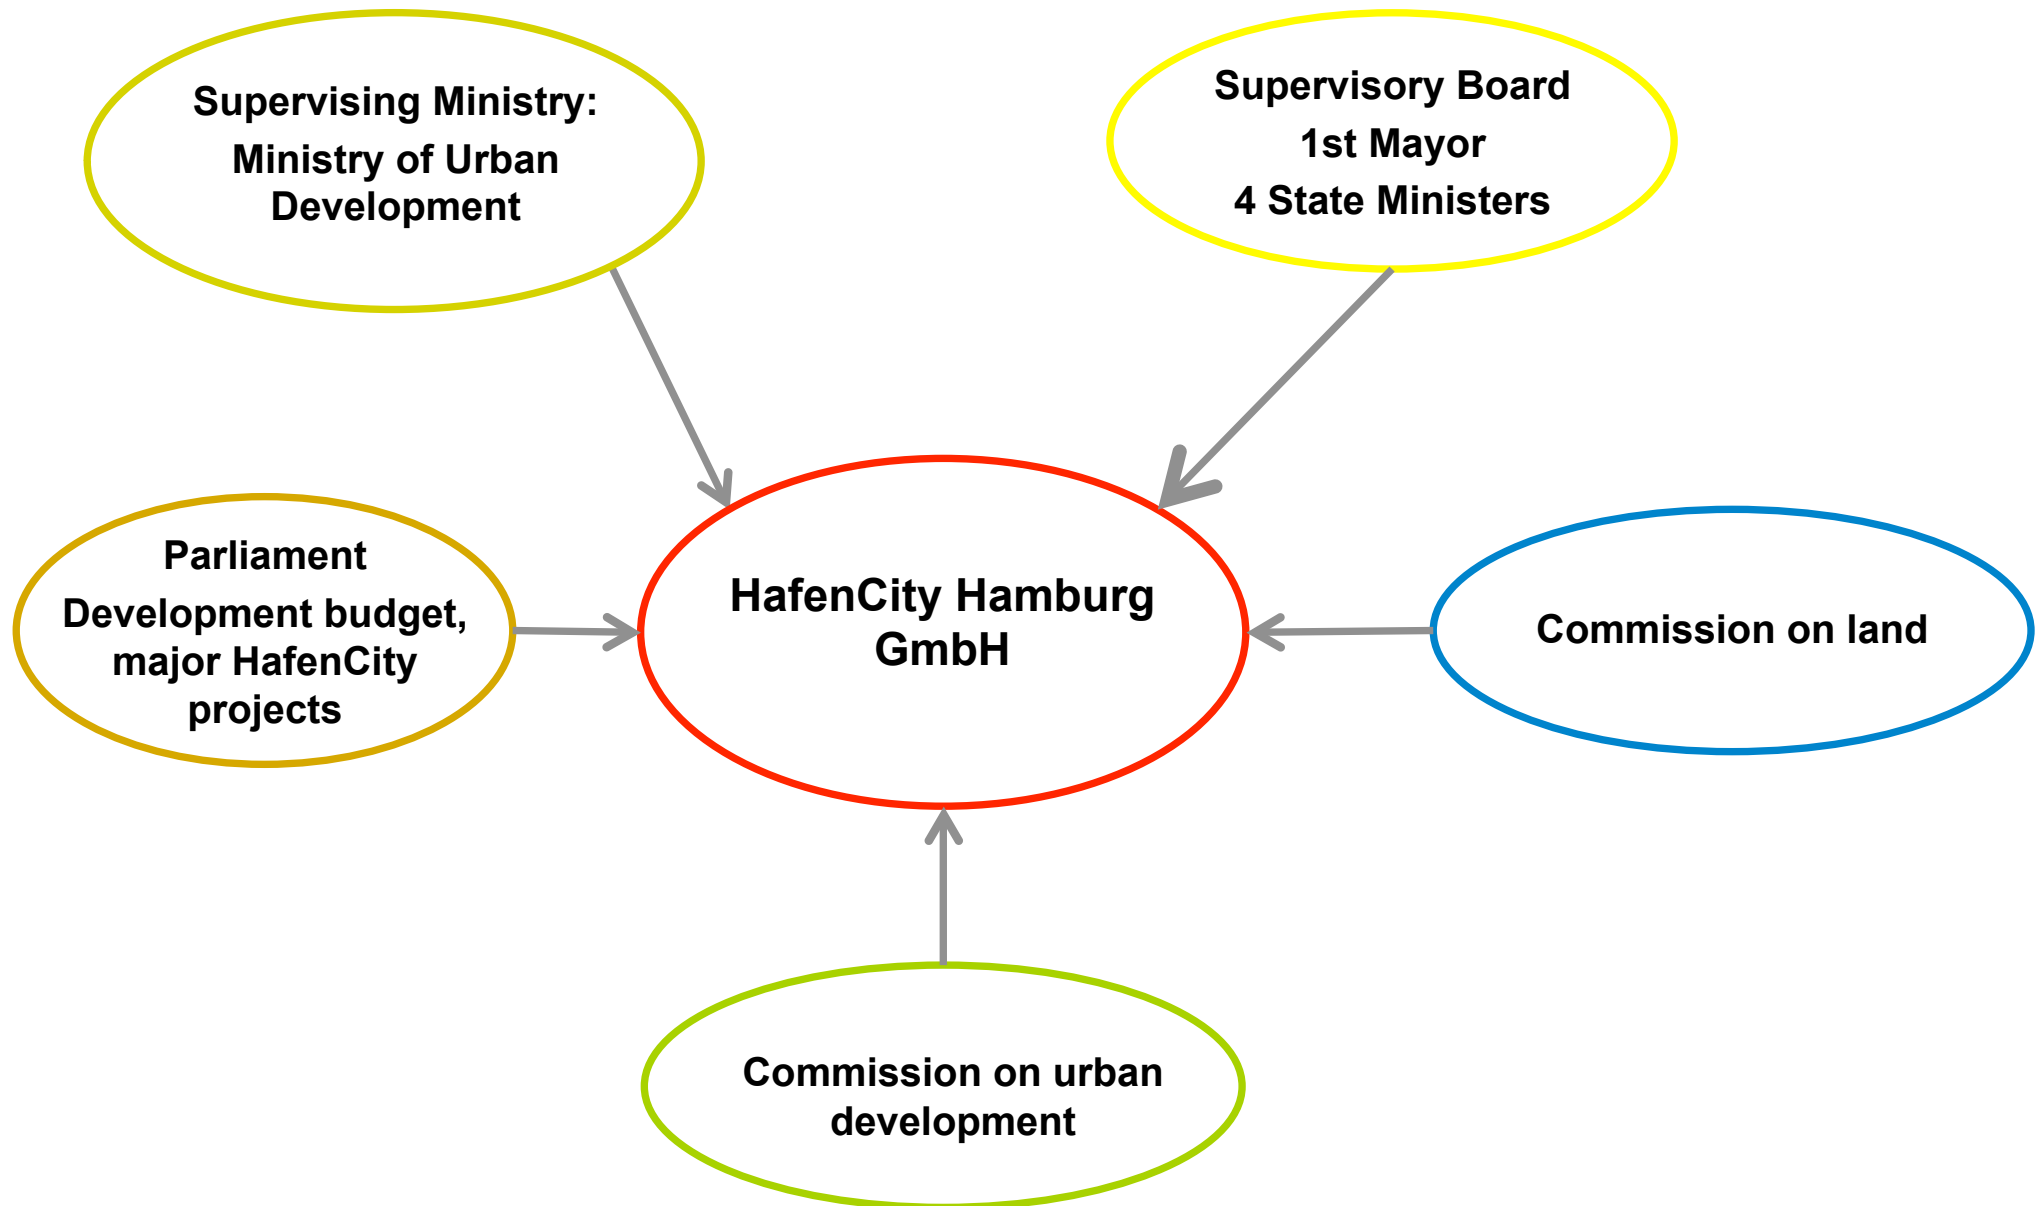 Supervising Ministry:
Ministry of Urban
Development
Supervisory Board
1st Mayor
4 State Ministers
Parliament
Development budget,
major HafenCity
projects
HafenCity Hamburg
GmbH
Commission on land
Commission on urban
development